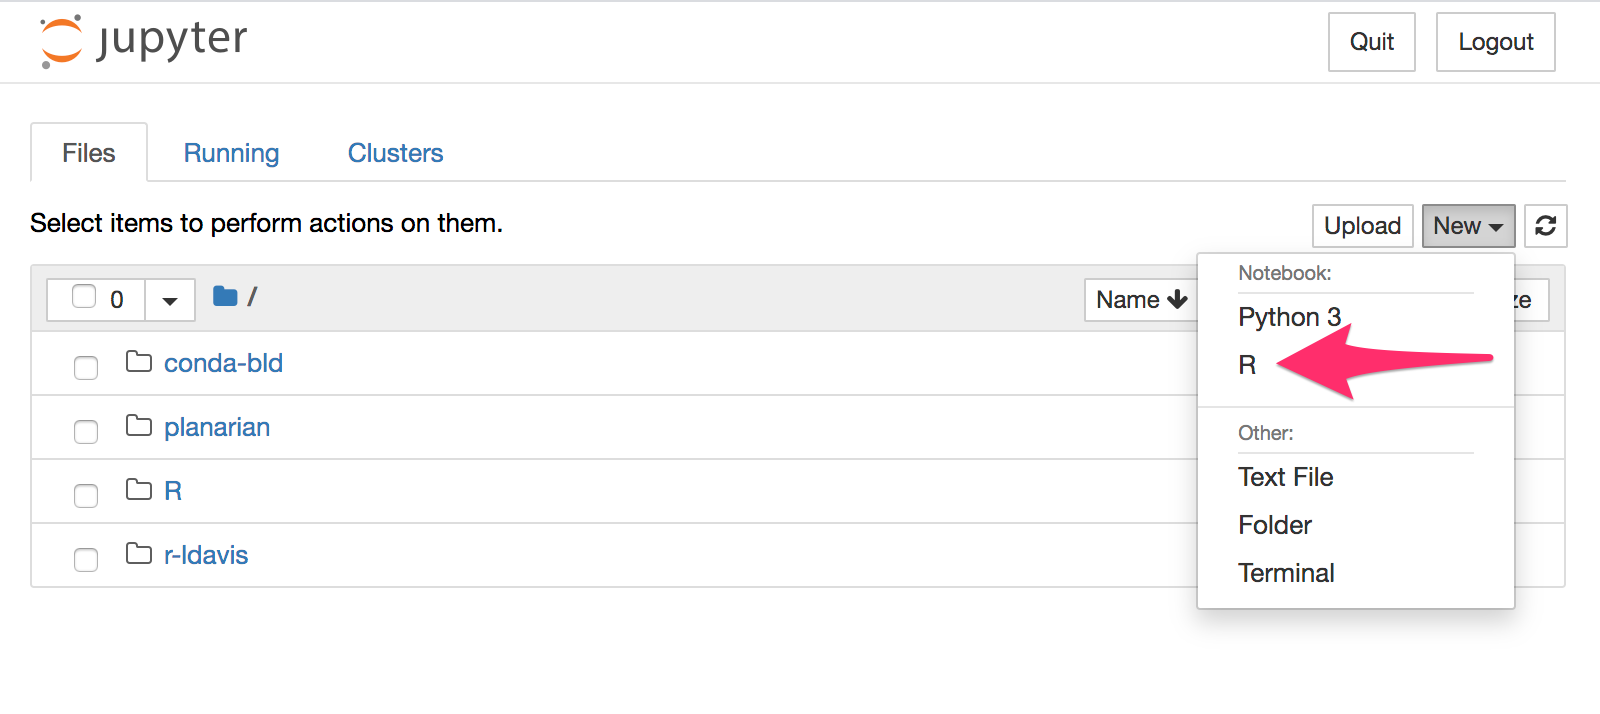 jupyter
Quit
Logout
Files
Running
Clusters
Select items to perform actions on them.
Upload
New
0
/
Name
ze
Notebook:
Python 3
R
Other:
Text File
Folder
Terminal
conda-bld
planarian
R
r-ldavis